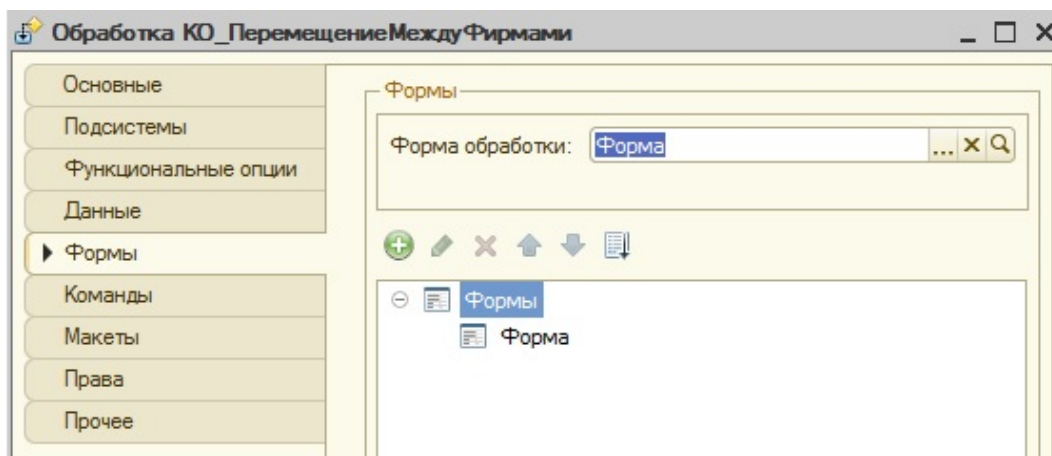 Обработка КО_ПеремещениеМеждуФирмами
Основные
Подсистемы
Функциональные опции
Данные
Формы
Команды
Макеты
Права
Прочее
Формы
Форма обработки: Форма
Формы
Форма